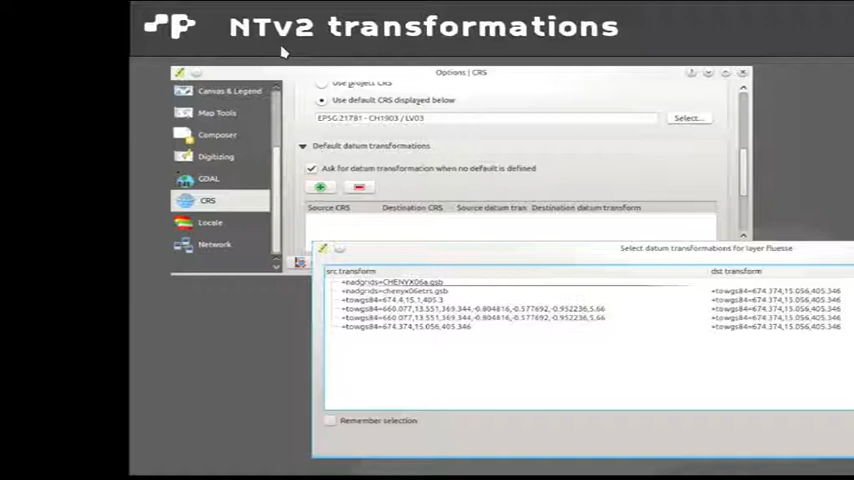 NTv2 transformations
Options | CRS
Canvas & Legend
Use project CRS
Map Tools
Use default CRS displayed below
Composer
EPSG:21781 - CH1903 / LV03
Select...
Default datum transformations
Digitizing
Ask for datum transformation when no default is defined
GDAL
CRS
Source CRS Destination CRS Source datum tran Destination datum transform
Locale
Network
Select datum transformations for layer fluesse
src transform dst transform
+nadgrids=CHENYX06a.gsb
+nadgrids=chenyx06etrs.gsb +towgs84=674.374,15.056,405.346
+towgs84=674.4,15.1,405.3 +towgs84=674.374,15.056,405.346
+towgs84=660.077,13.551,369.344,-0.804816,-0.577692,-0.952236,5.66 +towgs84=674.374,15.056,405.346
+towgs84=660.077,13.551,369.344,-0.804816,-0.577692,-0.952236,5.66 +towgs84=674.374,15.056,405.346
+towgs84=674.374,15.056,405.346 +towgs84=674.374,15.056,405.346
Remember selection